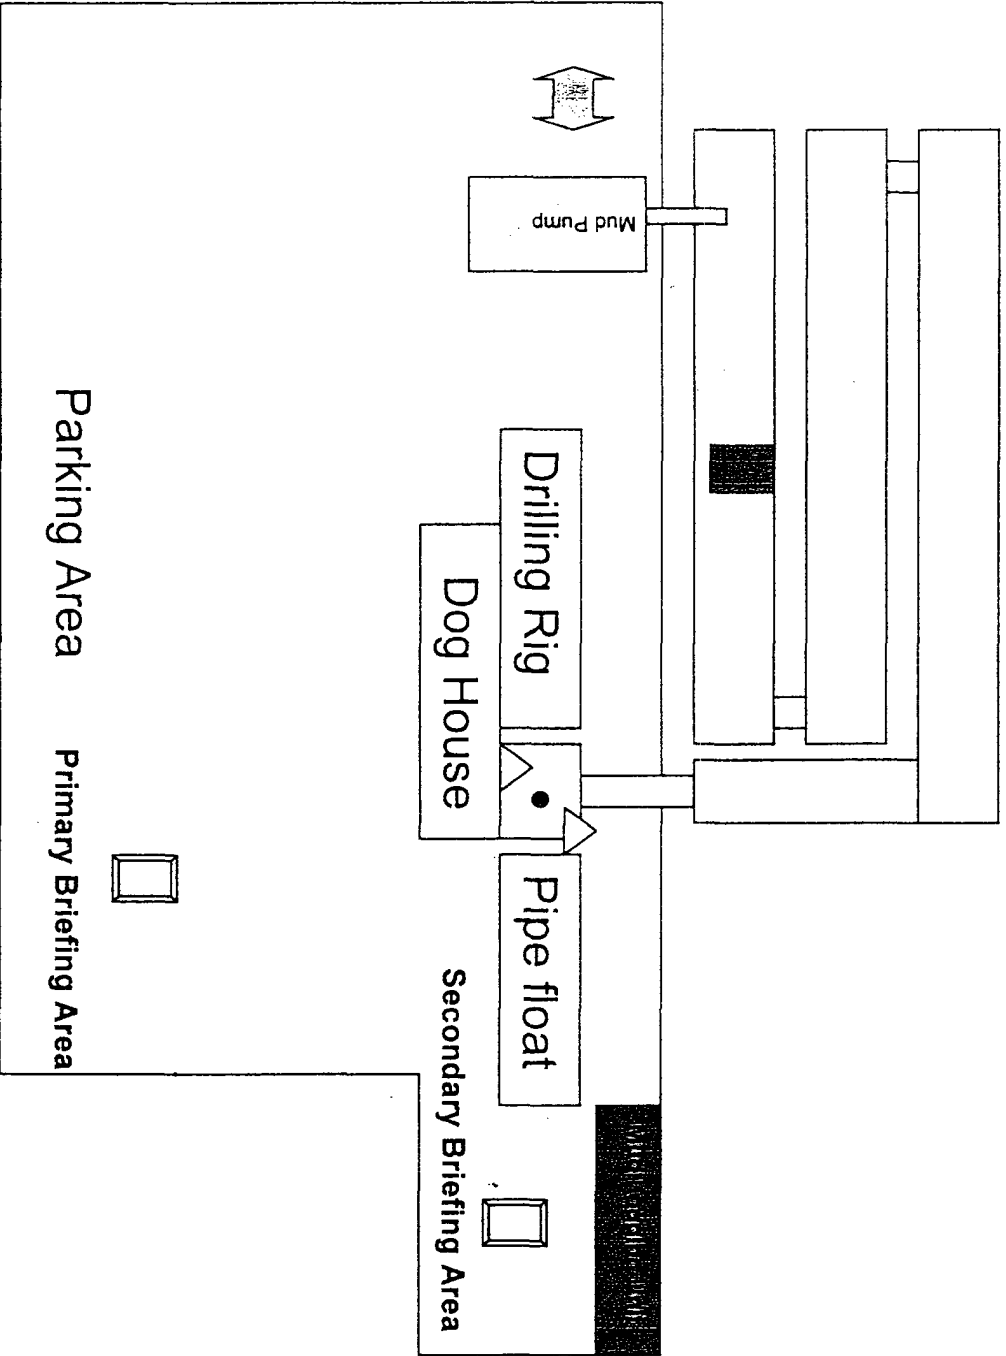 Mud Pump
Drilling Rig
Dog House
Pipe float
Parking Area
Primary Briefing Area
Secondary Briefing Area